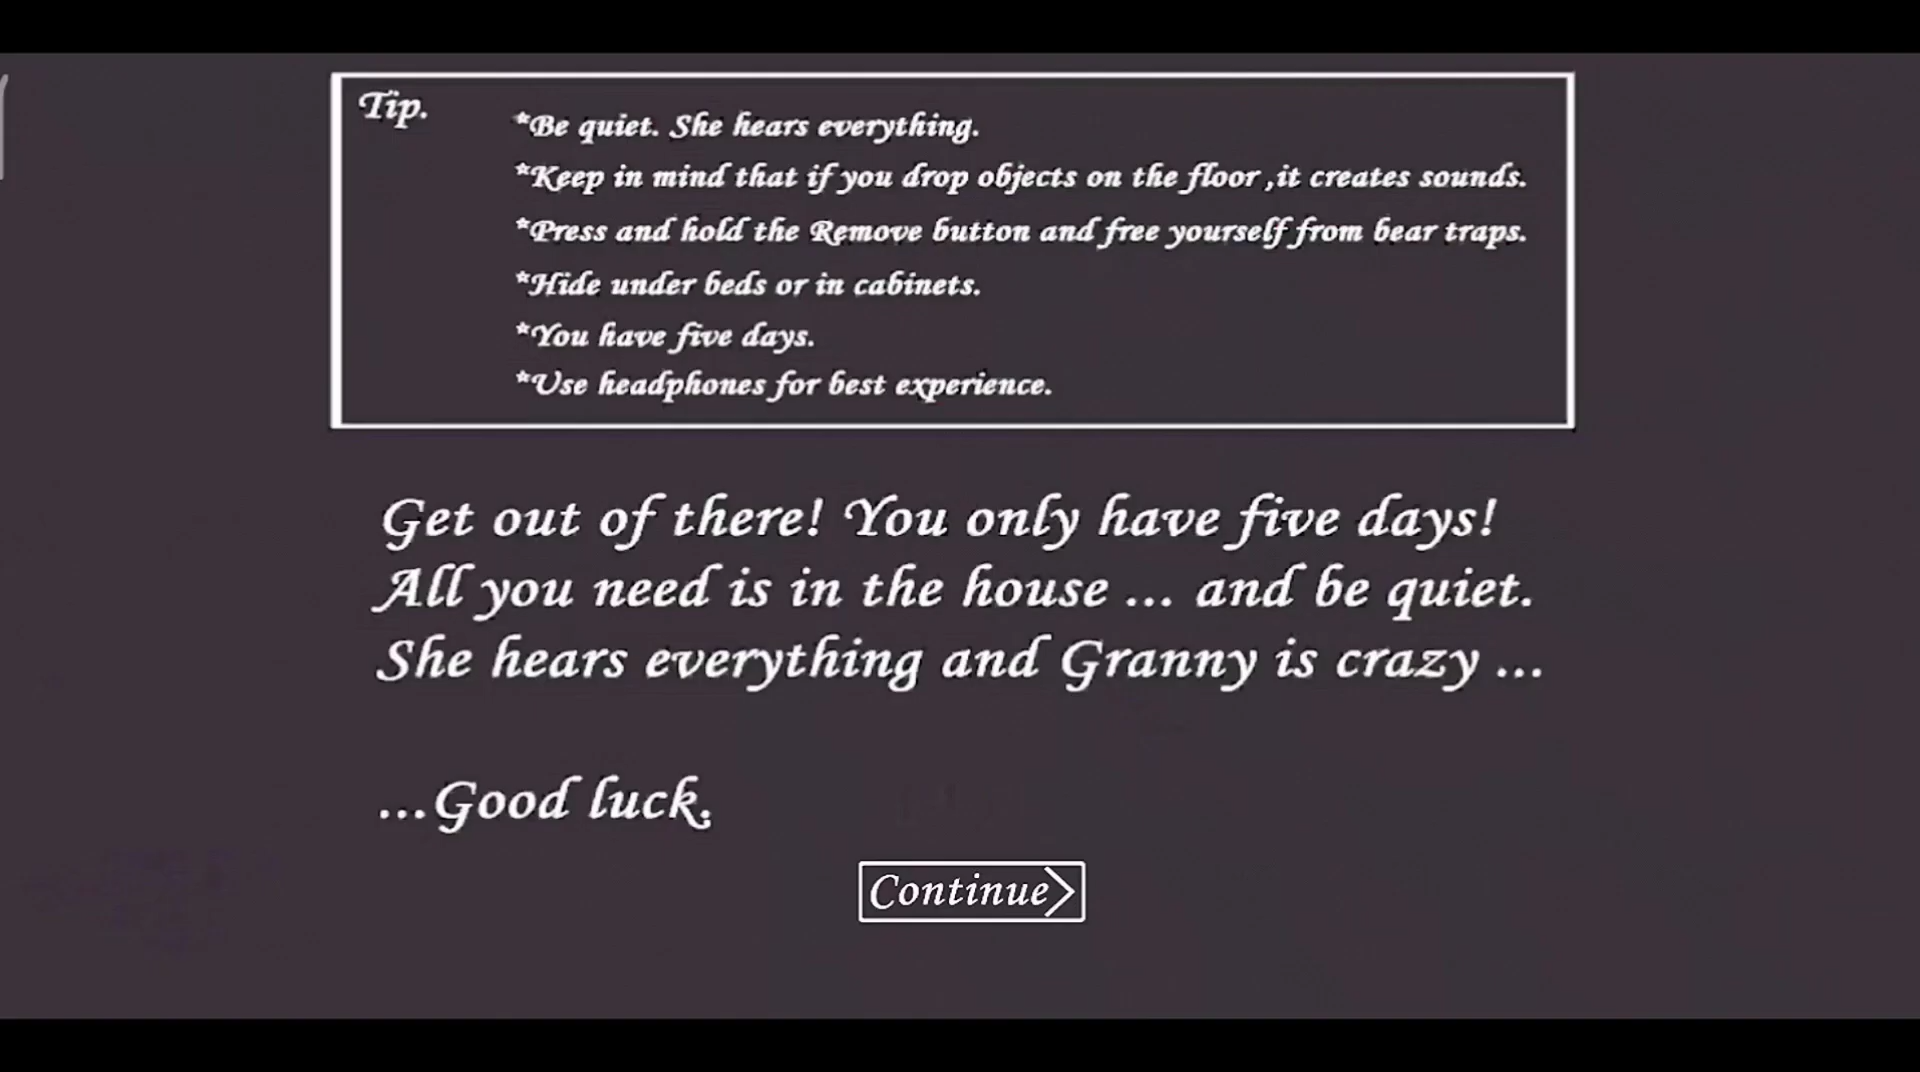 Tip.
*Be quiet. She hears everything.
*Keep in mind that if you drop objects on the floor ,it creates sounds.
*Press and hold the Remove button and free yourself from bear traps.
*Hide under beds or in cabinets.
*You have five days.
*Use headphones for best experience.
Get out of there! You only have five days!
All you need is in the house ... and be quiet.
She hears everything and Granny is crazy ...
...Good luck.
Continue